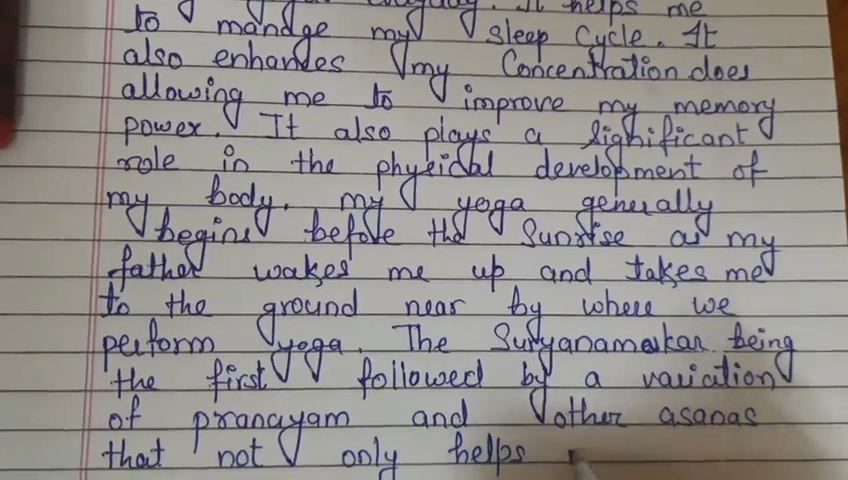 It helps me
to mandge my sleep Cycle. It
also enhances my Concentration does
allowing me to improve my memory
power. It also plays a significant
role in the physical development of
my body. my yoga generally
begins before the Sunrise as my
father wakes me up and takes me
to the ground near by where we
perform yoga. The Suryanamaskar being
the first followed by a variation
of pranayam and other asanas
that not only helps